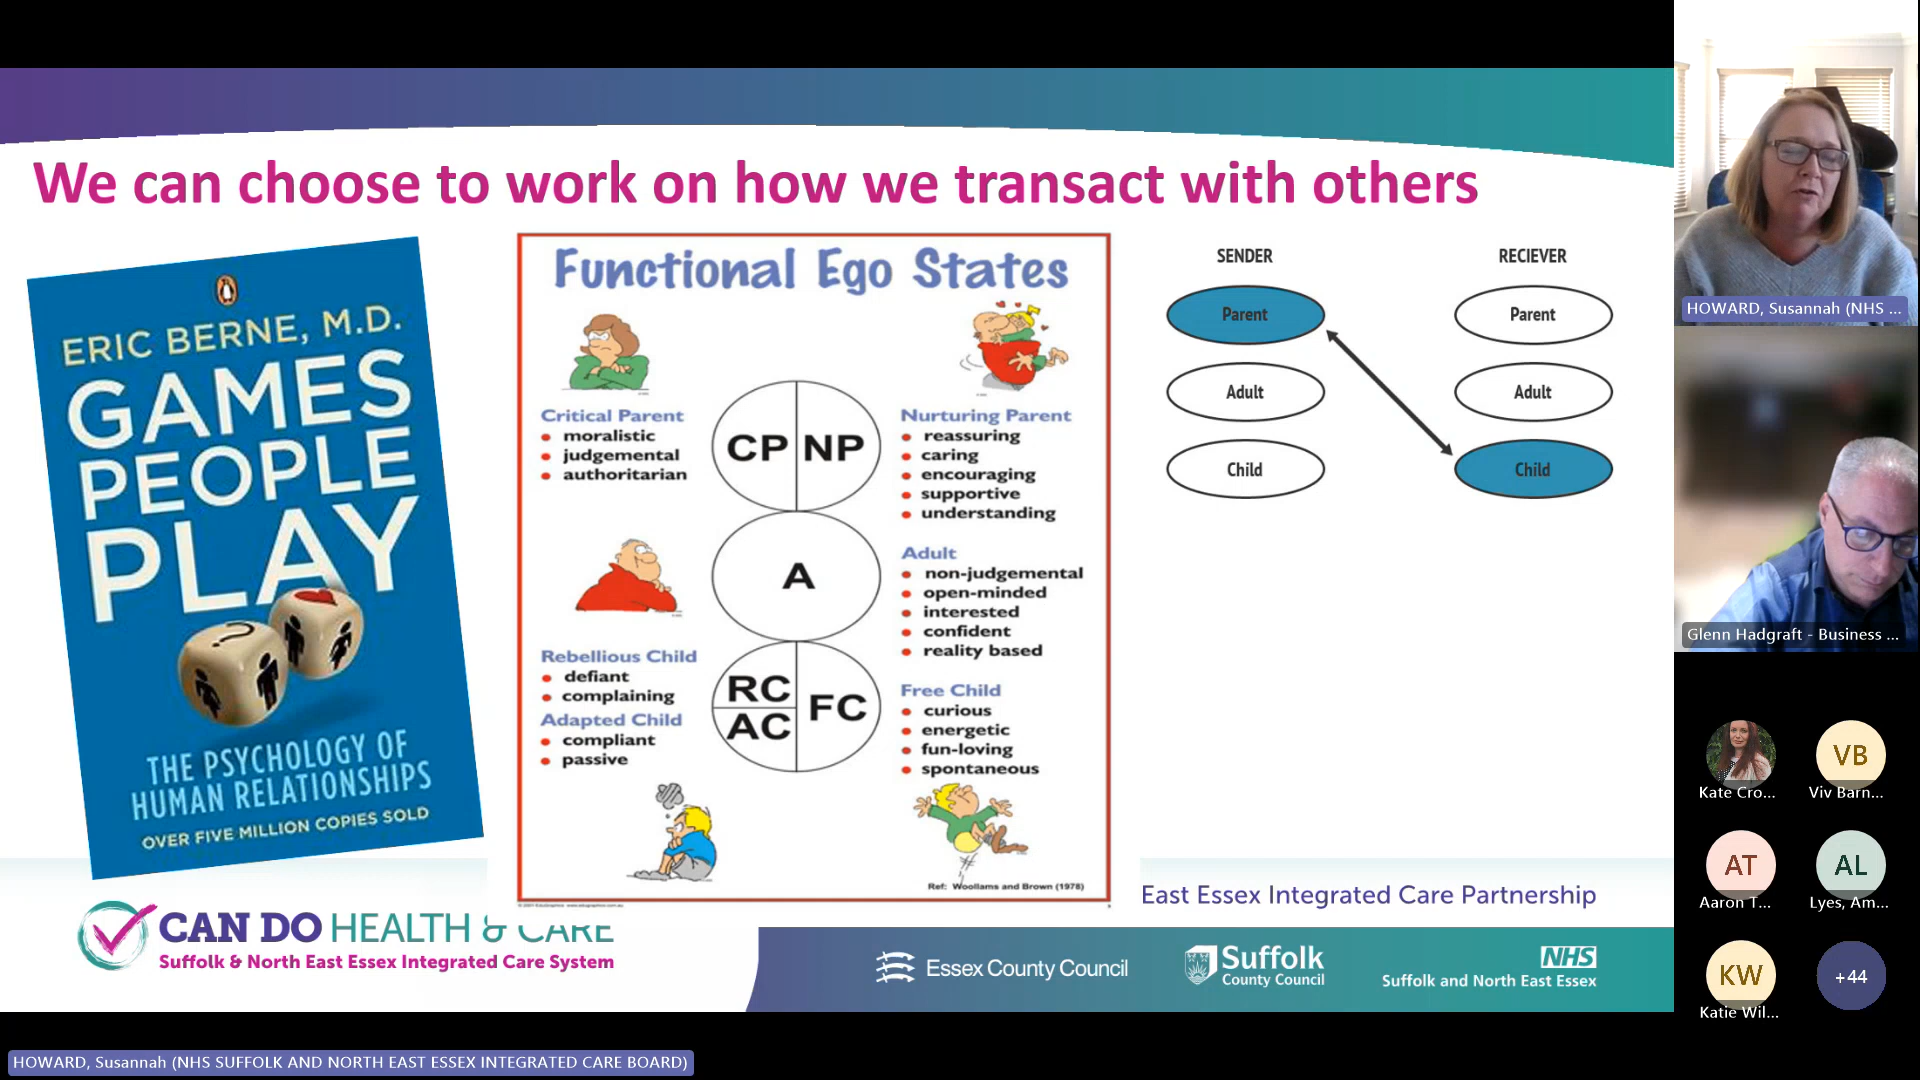 We can choose to work on how we transact with others
ERIC BERNE, M.D.
GAMES
PEOPLE
PLAY
?
THE PSYCHOLOGY OF
HUMAN RELATIONSHIPS
OVER FIVE MILLION COPIES SOLD
Functional Ego States
Critical Parent
moralistic
judgemental
authoritarian
CP NP
Nurturing Parent
reassuring
caring
encouraging
supportive
understanding
A
Adult
non-judgemental
open-minded
interested
confident
reality based
Rebellious Child
defiant
complaining
Adapted Child
compliant
passive
RC
AC
FC
Free Child
curious
energetic
fun-loving
spontaneous
Ref: Woollams and Brown (1978)
SENDER
RECIEVER
Parent
Parent
Adult
Adult
Child
Child
East Essex Integrated Care Partnership
CAN DO HEALTH & CARE
Suffolk & North East Essex Integrated Care System
Essex County Council
Suffolk
County Council
NHS
Suffolk and North East Essex
HOWARD, Susannah (NHS ...
Glenn Hadgraft - Business ...
Kate Cro...
VB
Viv Barn...
AT
Aaron T...
AL
Lyes, Am...
KW
Katie Wil...
+44
HOWARD, Susannah (NHS SUFFOLK AND NORTH EAST ESSEX INTEGRATED CARE BOARD)